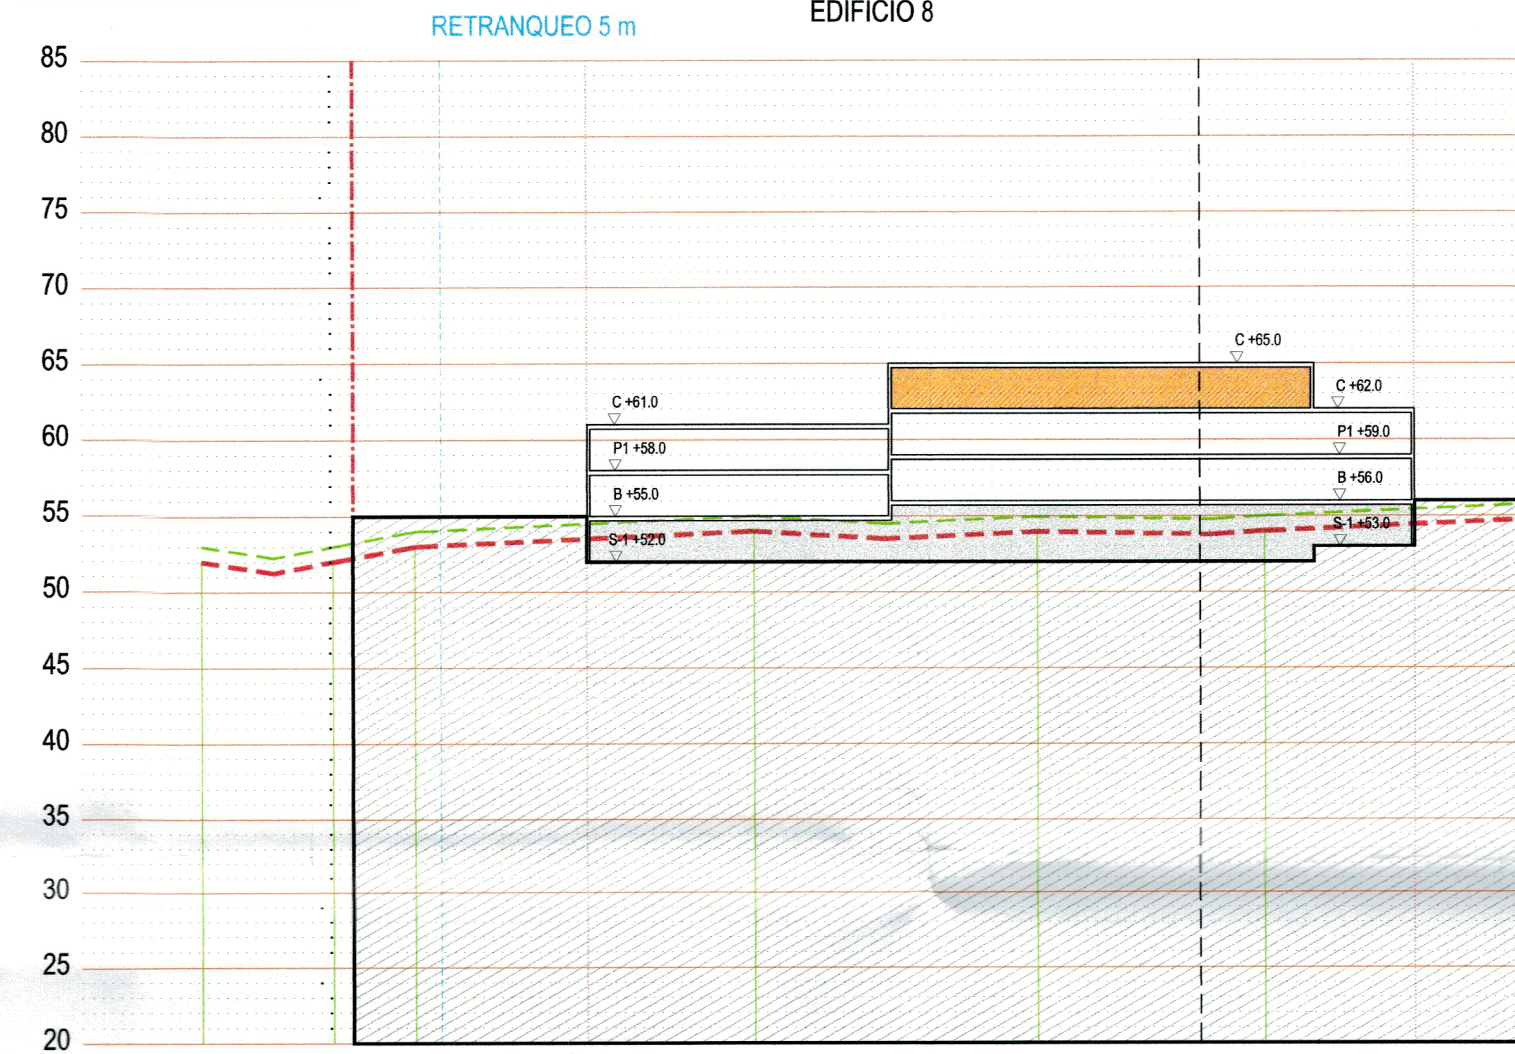 EDIFICIO 8
RETRANQUEO 5 m
85
80
75
70
65
C +65.0
C +62.0
C +61.0
60
P1 +59.0
P1 +58.0
B +56.0
B +55.0
55
S-1 +53.0
S-1 +52.0
50
45
40
35
30
25
20